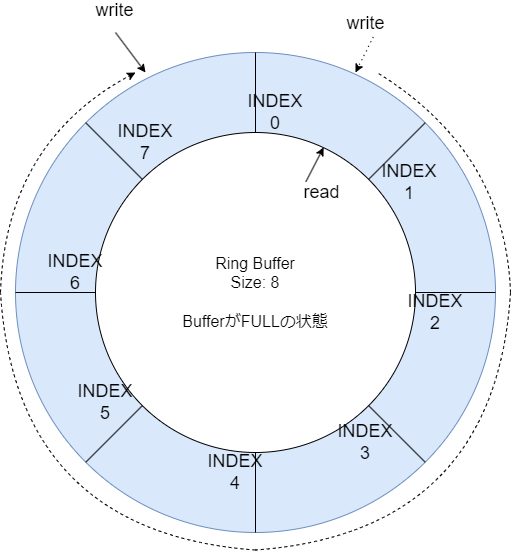 write
write
INDEX
0
INDEX
7
INDEX
1
read
INDEX
6
Ring Buffer
Size: 8
BufferがFULLの状態
INDEX
2
INDEX
5
INDEX
3
INDEX
4